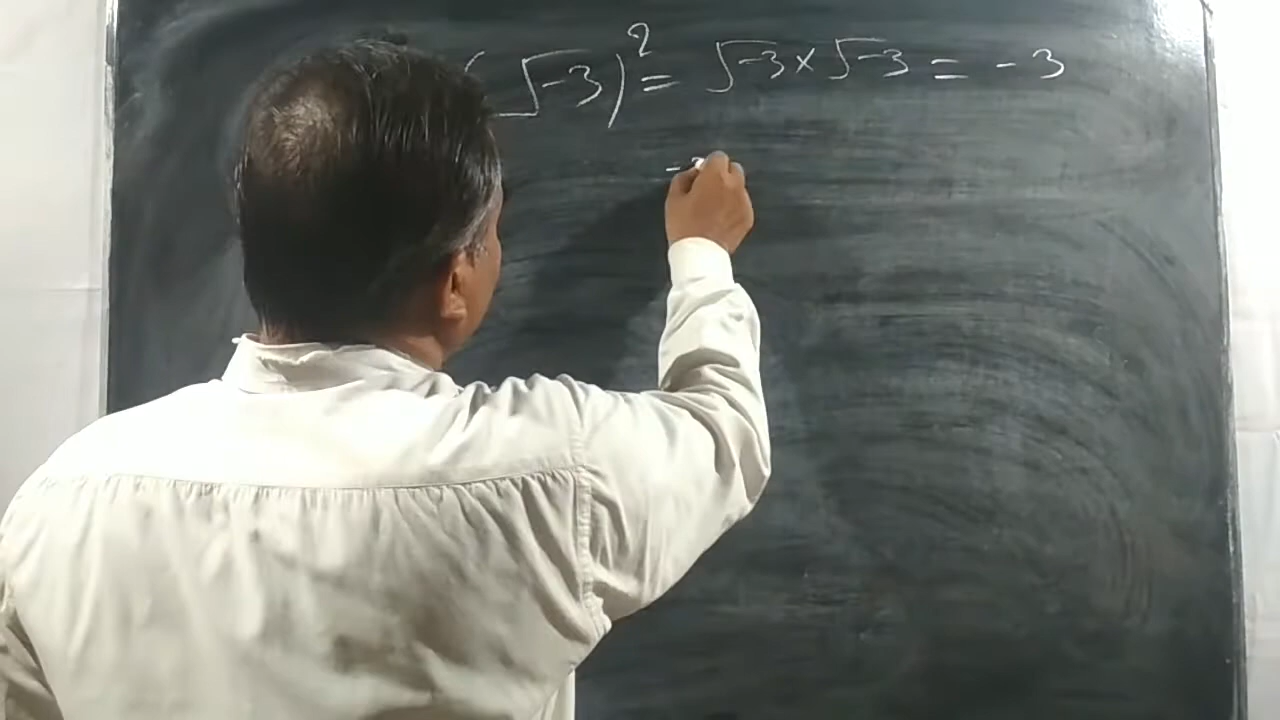 (√-3)² = √-3 × √-3 = -3
-